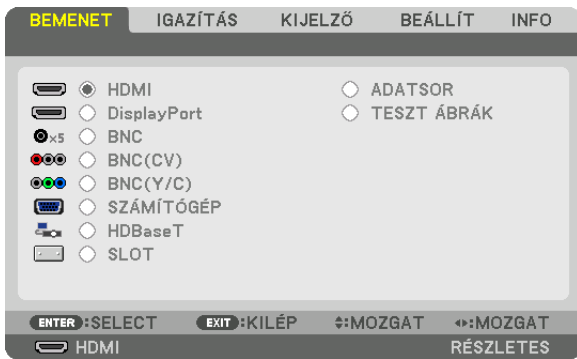 BEMENET IGAZÍTÁS KIJELZŐ BEÁLLÍT INFO
HDMI ADATSOR
DisplayPort TESZT ÁBRÁK
×5 BNC
BNC(CV)
BNC(Y/C)
SZÁMÍTÓGÉP
HDBaseT
SLOT
ENTER:SELECT EXIT:KILÉP :MOZGAT :MOZGAT
HDMI RÉSZLETES